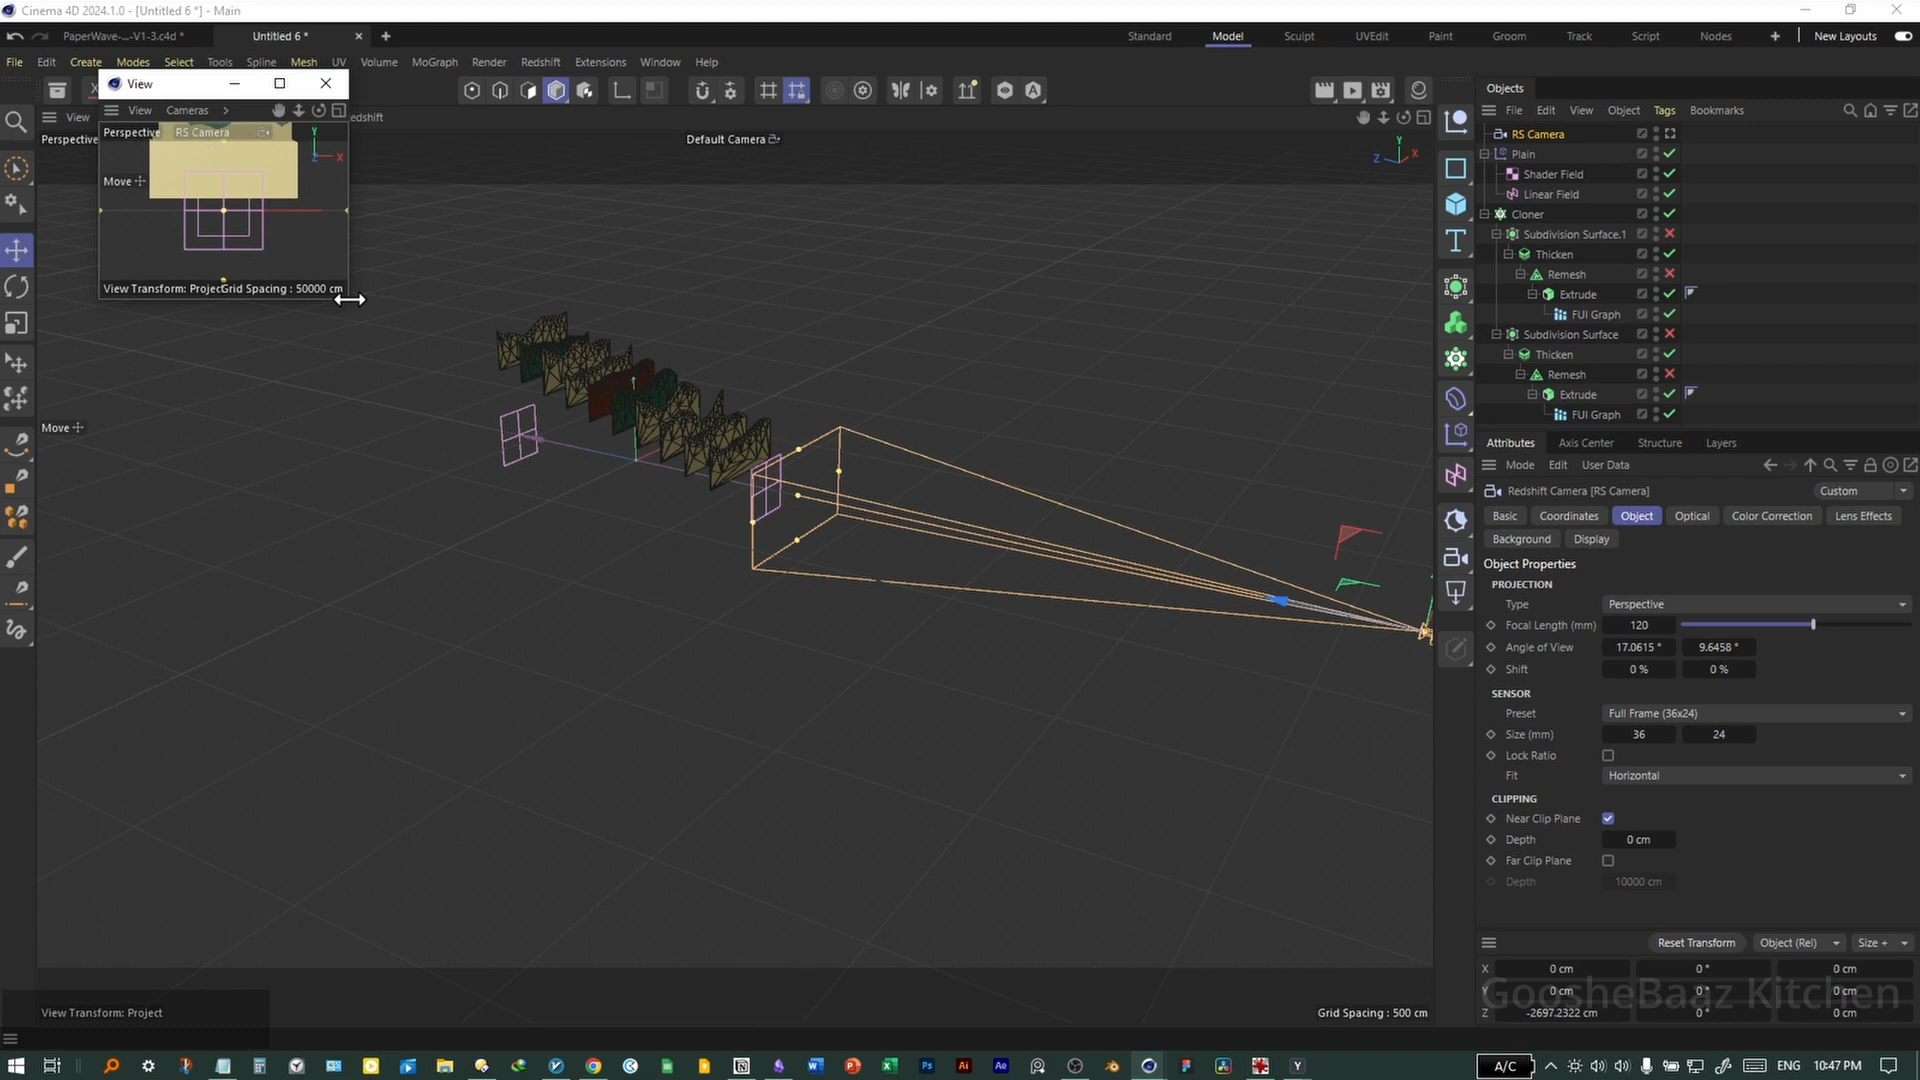 Cinema 4D 2024.1.0 - [Untitled 6 *] - Main
PaperWave-...-V1-3.c4d *
Untitled 6 *
Standard
Model
Sculpt
UVEdit
Paint
Groom
Track
Script
Nodes
New Layouts
File Edit Create Modes Select Tools Spline Mesh UV Volume MoGraph Render Redshift Extensions Window Help
View
View Cameras >
Perspective RS Camera
Y
X
Z
Move
View Transform: Projec
Grid Spacing : 50000 cm
View
edshift
Perspective
Default Camera
Y
Z
X
Move
View Transform: Project
Grid Spacing : 500 cm
Objects
File Edit View Object Tags Bookmarks
RS Camera
Plain
Shader Field
Linear Field
Cloner
Subdivision Surface.1
Thicken
Remesh
Extrude
FUI Graph
Subdivision Surface
Thicken
Remesh
Extrude
FUI Graph
Attributes Axis Center Structure Layers
Mode Edit User Data
Redshift Camera [RS Camera]
Custom
Basic Coordinates Object Optical Color Correction Lens Effects
Background Display
Object Properties
PROJECTION
Type Perspective
Focal Length (mm) 120
Angle of View 17.0615 ° 9.6458 °
Shift 0 % 0 %
SENSOR
Preset Full Frame (36x24)
Size (mm) 36 24
Lock Ratio
Fit Horizontal
CLIPPING
Near Clip Plane
Depth 0 cm
Far Clip Plane
Depth 10000 cm
Reset Transform Object (Rel) Size +
X 0 cm 0 ° 0 cm
Y 0 cm 0 ° 0 cm
Z -2697.2322 cm 0 ° 0 cm
GoosheBaaz Kitchen
A/C
ENG
10:47 PM